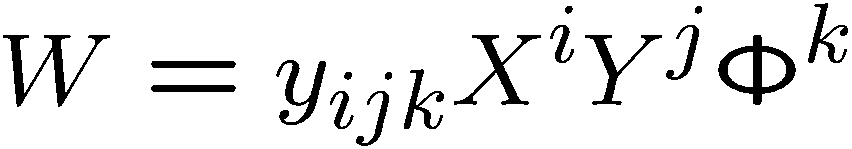 W = y_{ijk} X^i Y^j Φ^k